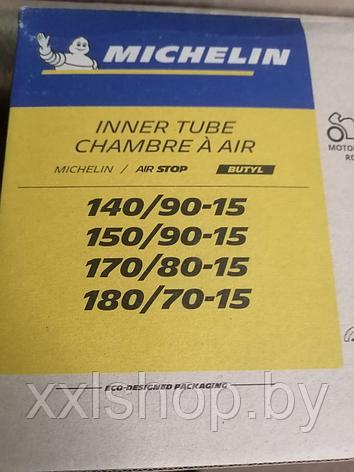 MICHELIN
INNER TUBE
CHAMBRE À AIR
MICHELIN / AIR STOP BUTYL
140/90-15
150/90-15
170/80-15
180/70-15
ECO-DESIGNED PACKAGING
xxlshop.by